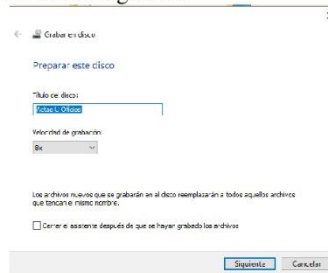 Grabar en disco
Preparar este disco
Título del disco:
Actas L Oficios
Velocidad de grabación:
8x
Los archivos nuevos que se grabarán en el disco reemplazarán a todos aquellos archivos
que tengan el mismo nombre.
Cerrar el asistente después de que se hayan grabado los archivos
Siguiente
Cancelar